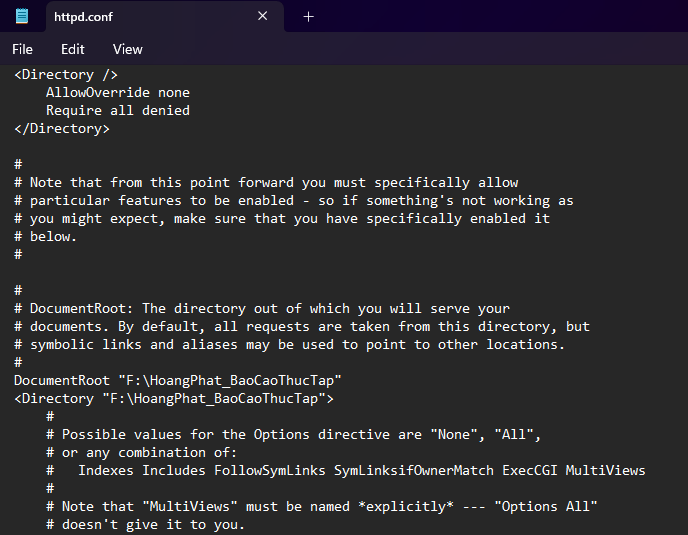 httpd.conf
File Edit View
<Directory />
    AllowOverride none
    Require all denied
</Directory>
#
# Note that from this point forward you must specifically allow
# particular features to be enabled - so if something's not working as
# you might expect, make sure that you have specifically enabled it
# below.
#
#
# DocumentRoot: The directory out of which you will serve your
# documents. By default, all requests are taken from this directory, but
# symbolic links and aliases may be used to point to other locations.
#
DocumentRoot "F:\HoangPhat_BaoCaoThucTap"
<Directory "F:\HoangPhat_BaoCaoThucTap">
    #
    # Possible values for the Options directive are "None", "All",
    # or any combination of:
    #   Indexes Includes FollowSymLinks SymLinksifOwnerMatch ExecCGI MultiViews
    #
    # Note that "MultiViews" must be named *explicitly* --- "Options All"
    # doesn't give it to you.